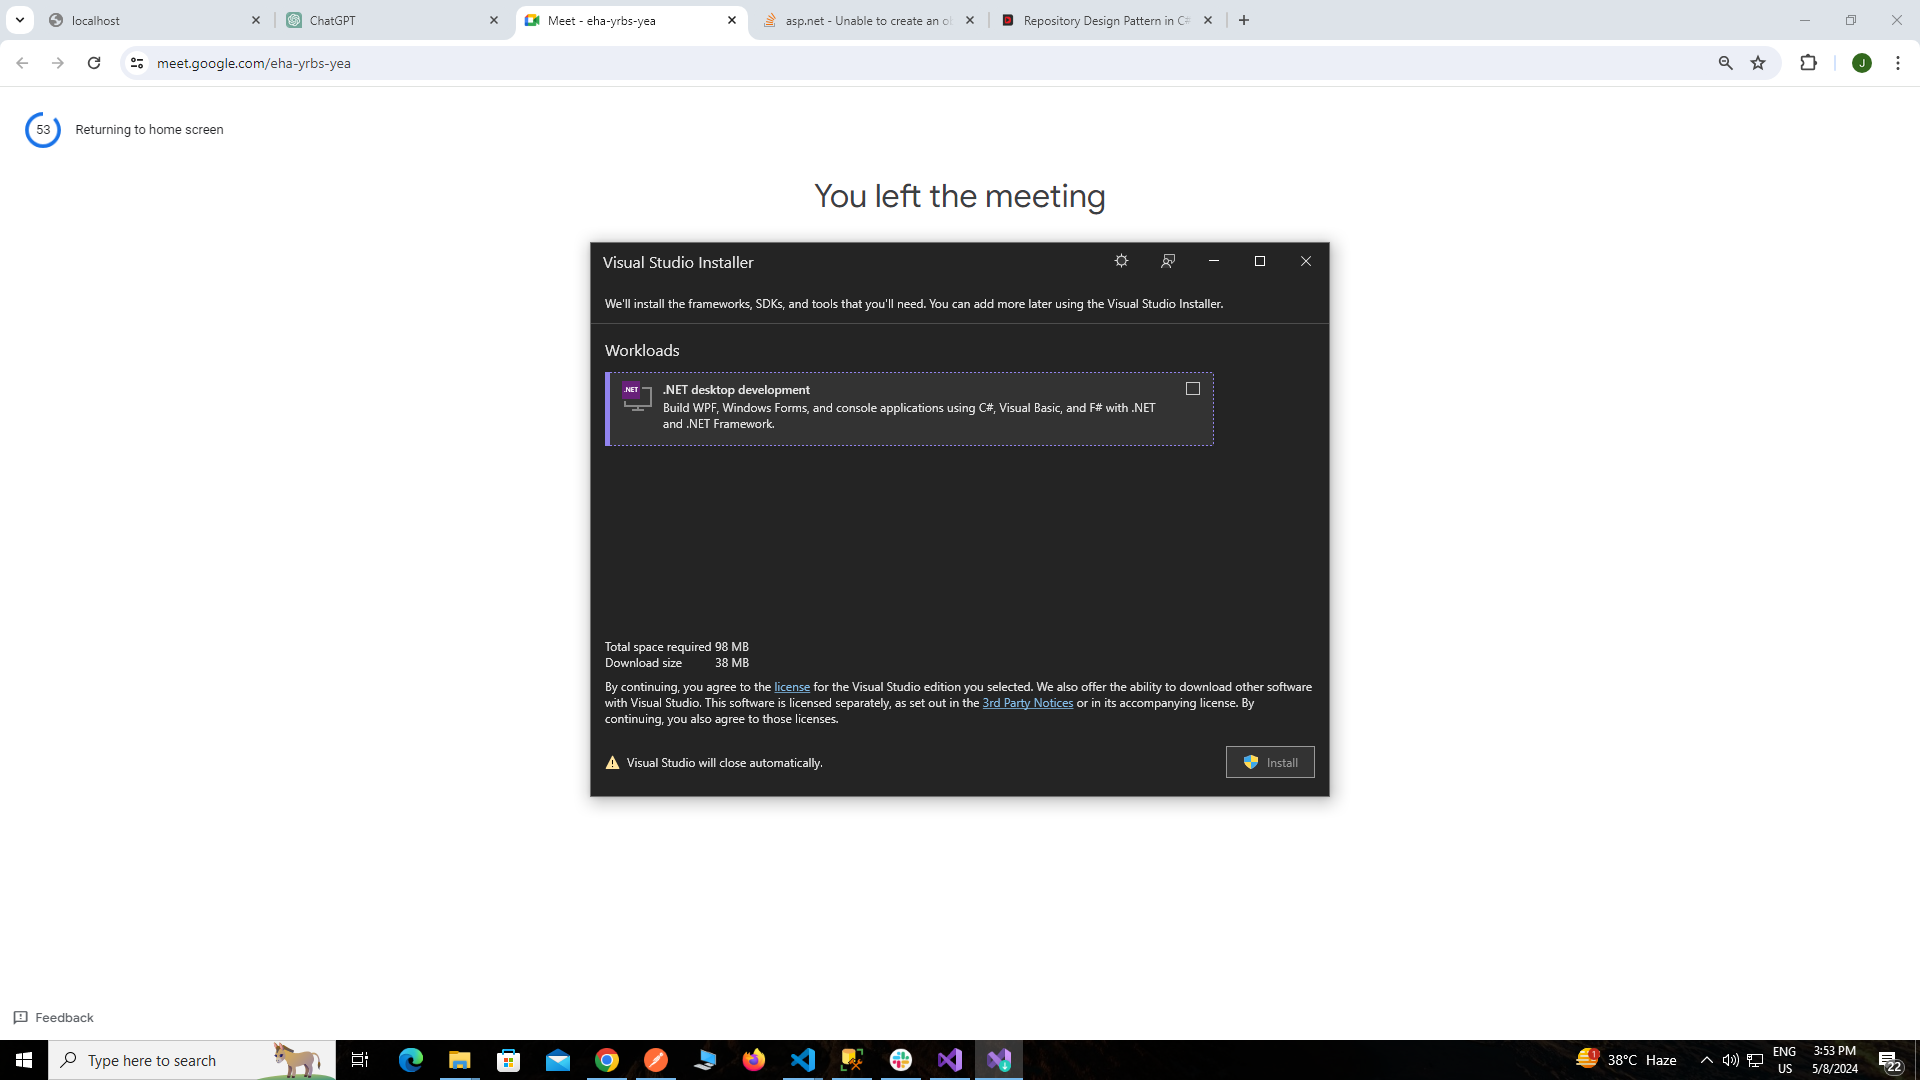 localhost
ChatGPT
Meet - eha-yrbs-yea
asp.net - Unable to create an ob
Repository Design Pattern in C#
meet.google.com/eha-yrbs-yea
J
53
Returning to home screen
You left the meeting
Visual Studio Installer
We'll install the frameworks, SDKs, and tools that you'll need. You can add more later using the Visual Studio Installer.
Workloads
.NET
.NET desktop development
Build WPF, Windows Forms, and console applications using C#, Visual Basic, and F# with .NET
and .NET Framework.
Total space required 98 MB
Download size 38 MB
By continuing, you agree to the license for the Visual Studio edition you selected. We also offer the ability to download other software
with Visual Studio. This software is licensed separately, as set out in the 3rd Party Notices or in its accompanying license. By
continuing, you also agree to those licenses.
Visual Studio will close automatically.
Install
Feedback
Type here to search
1
38°C Haze
ENG
US
3:53 PM
5/8/2024
22